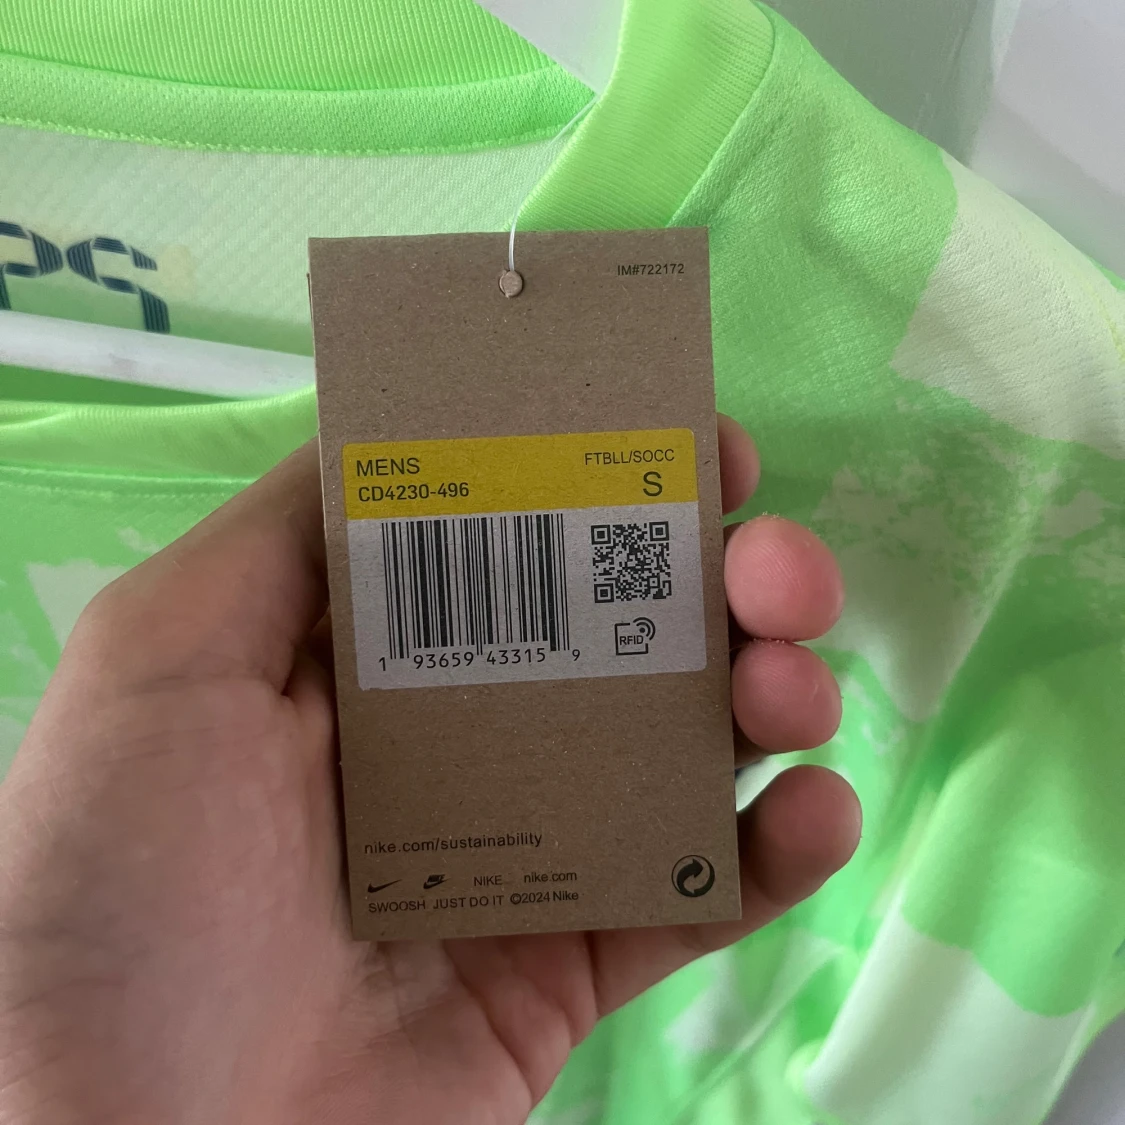 IM#722172
MENS FTBLL/SOCC
CD4230-496 S
1 93659 43315 9
RFID
nike.com/sustainability
NIKE nike.com
SWOOSH JUST DO IT ©2024 Nike